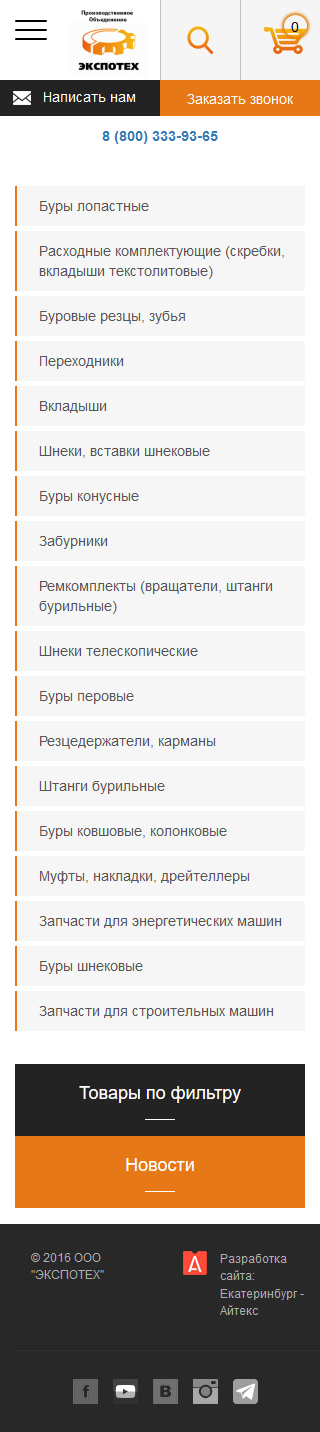 Производственное
Объединение
ЭКСПОТЕХ
0
Написать нам
Заказать звонок
8 (800) 333-93-65
Буры лопастные
Расходные комплектующие (скребки,
вкладыши текстолитовые)
Буровые резцы, зубья
Переходники
Вкладыши
Шнеки, вставки шнековые
Буры конусные
Забурники
Ремкомплекты (вращатели, штанги
бурильные)
Шнеки телескопические
Буры перовые
Резцедержатели, карманы
Штанги бурильные
Буры ковшовые, колонковые
Муфты, накладки, дрейтеллеры
Запчасти для энергетических машин
Буры шнековые
Запчасти для строительных машин
Товары по фильтру
Новости
© 2016 ООО
"ЭКСПОТЕХ"
Разработка
сайта:
Екатеринбург -
Айтекс